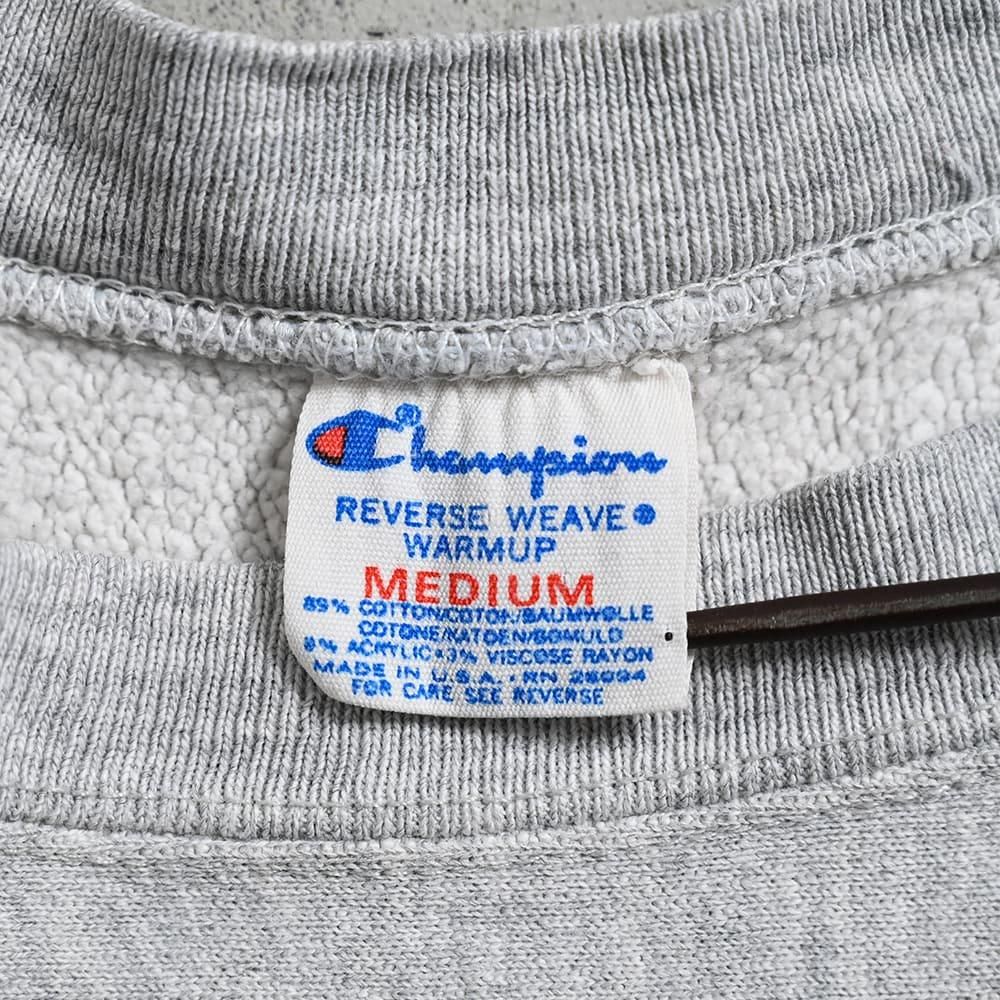 Champion®
REVERSE WEAVE®
WARMUP
MEDIUM
89% COTTON/COTON/BAUMWOLLE
COTONE/KATOEN/BOMULD
8% ACRYLIC•3% VISCOSE RAYON
MADE IN U.S.A.•RN 26094
FOR CARE SEE REVERSE